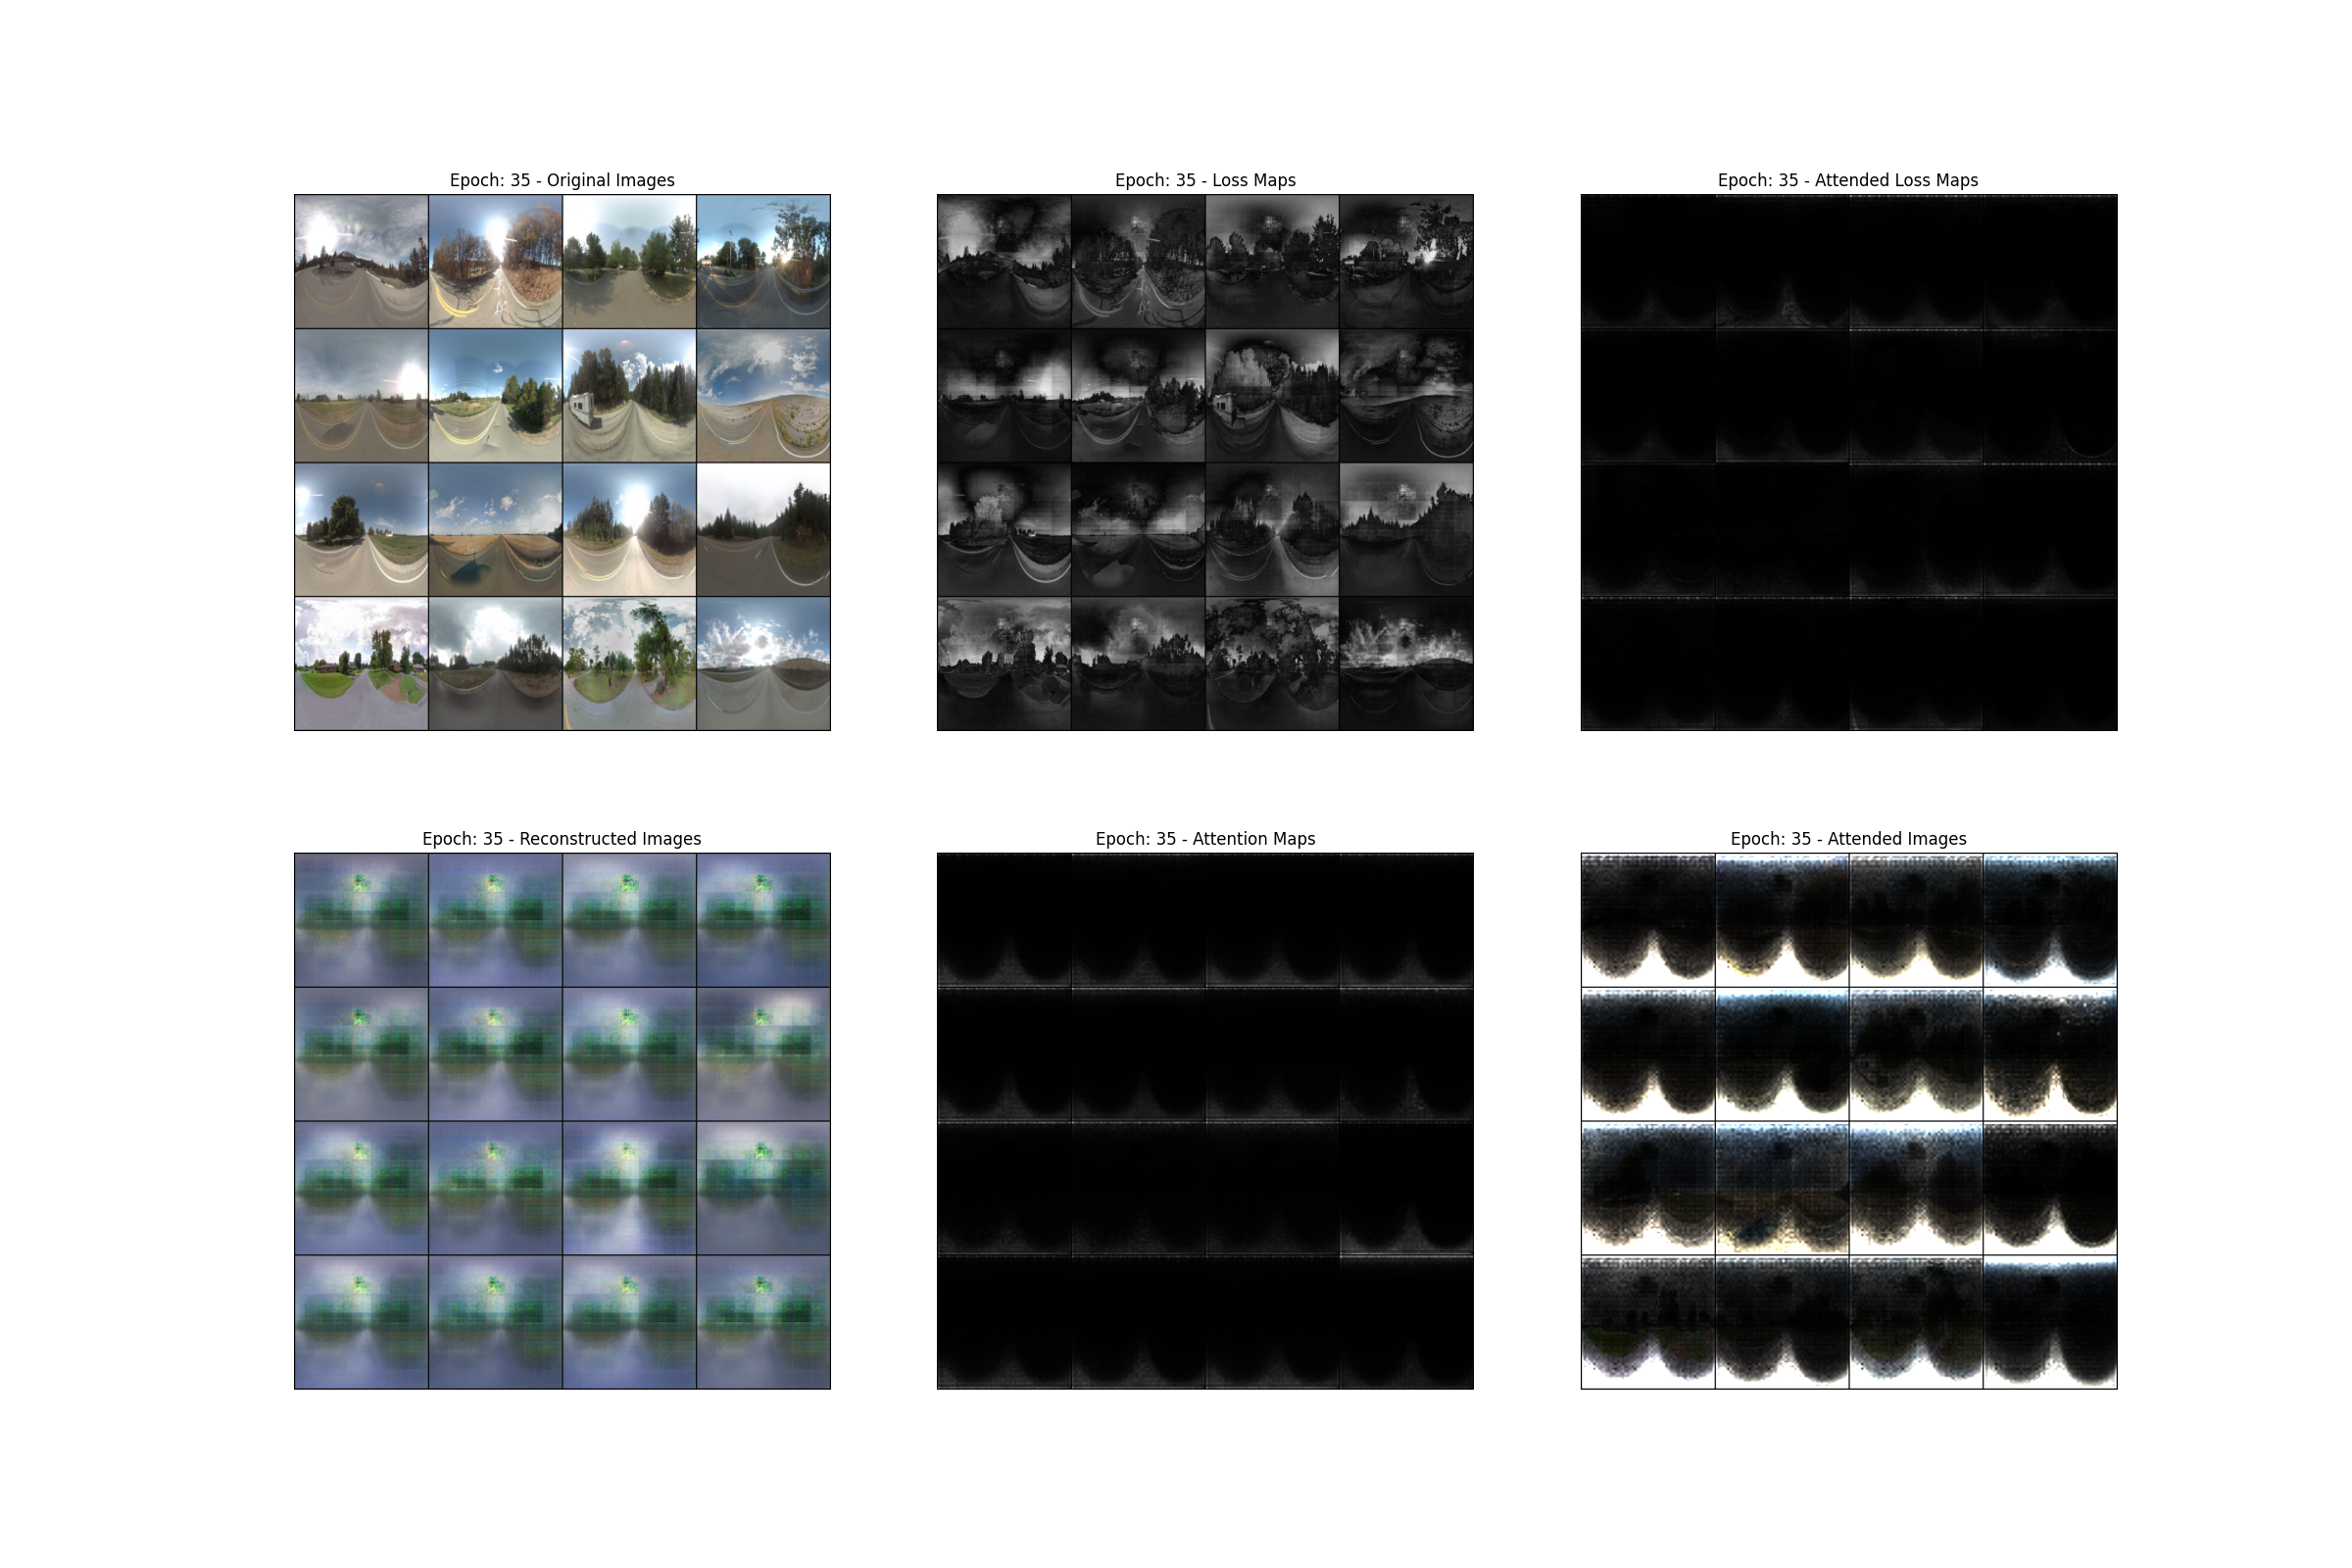 Epoch: 35 - Original Images
Epoch: 35 - Loss Maps
Epoch: 35 - Attended Loss Maps
Epoch: 35 - Reconstructed Images
Epoch: 35 - Attention Maps
Epoch: 35 - Attended Images